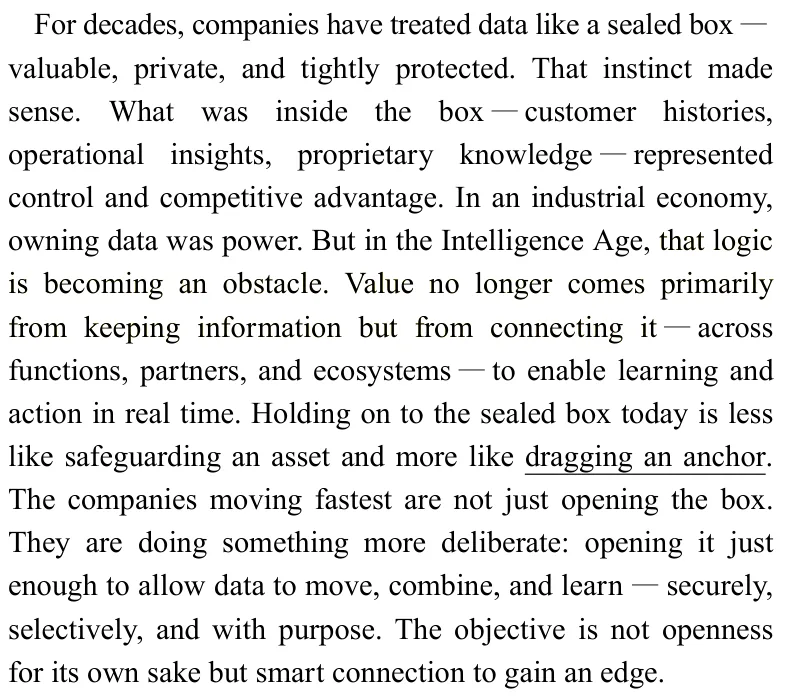 For decades, companies have treated data like a sealed box —
valuable, private, and tightly protected. That instinct made
sense. What was inside the box — customer histories,
operational insights, proprietary knowledge — represented
control and competitive advantage. In an industrial economy,
owning data was power. But in the Intelligence Age, that logic
is becoming an obstacle. Value no longer comes primarily
from keeping information but from connecting it — across
functions, partners, and ecosystems — to enable learning and
action in real time. Holding on to the sealed box today is less
like safeguarding an asset and more like dragging an anchor.
The companies moving fastest are not just opening the box.
They are doing something more deliberate: opening it just
enough to allow data to move, combine, and learn — securely,
selectively, and with purpose. The objective is not openness
for its own sake but smart connection to gain an edge.